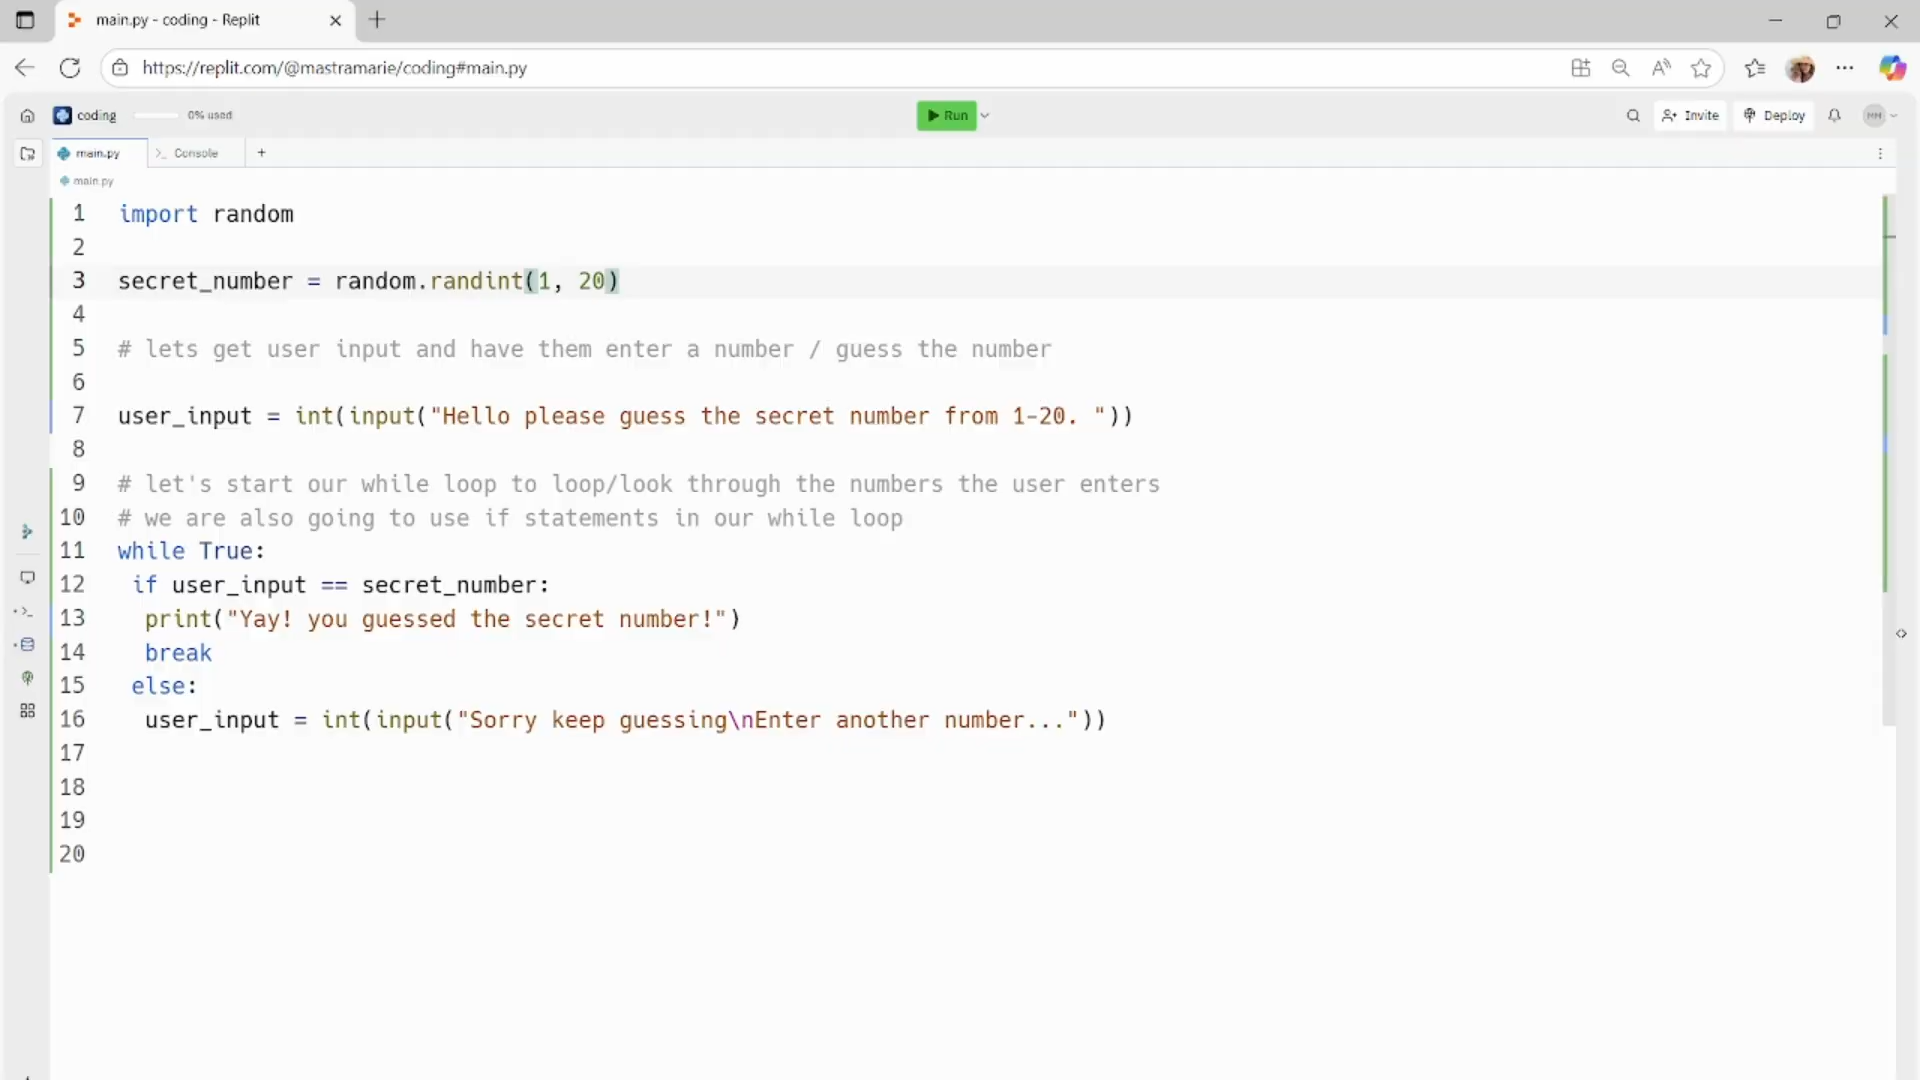 main.py - coding - Replit
https://replit.com/@mastramarie/coding#main.py
coding 0% used Run Invite Deploy MM
main.py Console
main.py
1 import random
2
3 secret_number = random.randint(1, 20)
4
5 # lets get user input and have them enter a number / guess the number
6
7 user_input = int(input("Hello please guess the secret number from 1-20. "))
8
9 # let's start our while loop to loop/look through the numbers the user enters
10 # we are also going to use if statements in our while loop
11 while True:
12 if user_input == secret_number:
13 print("Yay! you guessed the secret number!")
14 break
15 else:
16 user_input = int(input("Sorry keep guessing\nEnter another number..."))
17
18
19
20